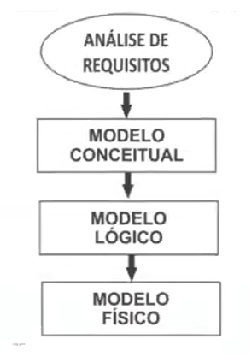 ANÁLISE DE
REQUISITOS
MODELO
CONCEITUAL
MODELO
LÓGICO
MODELO
FÍSICO